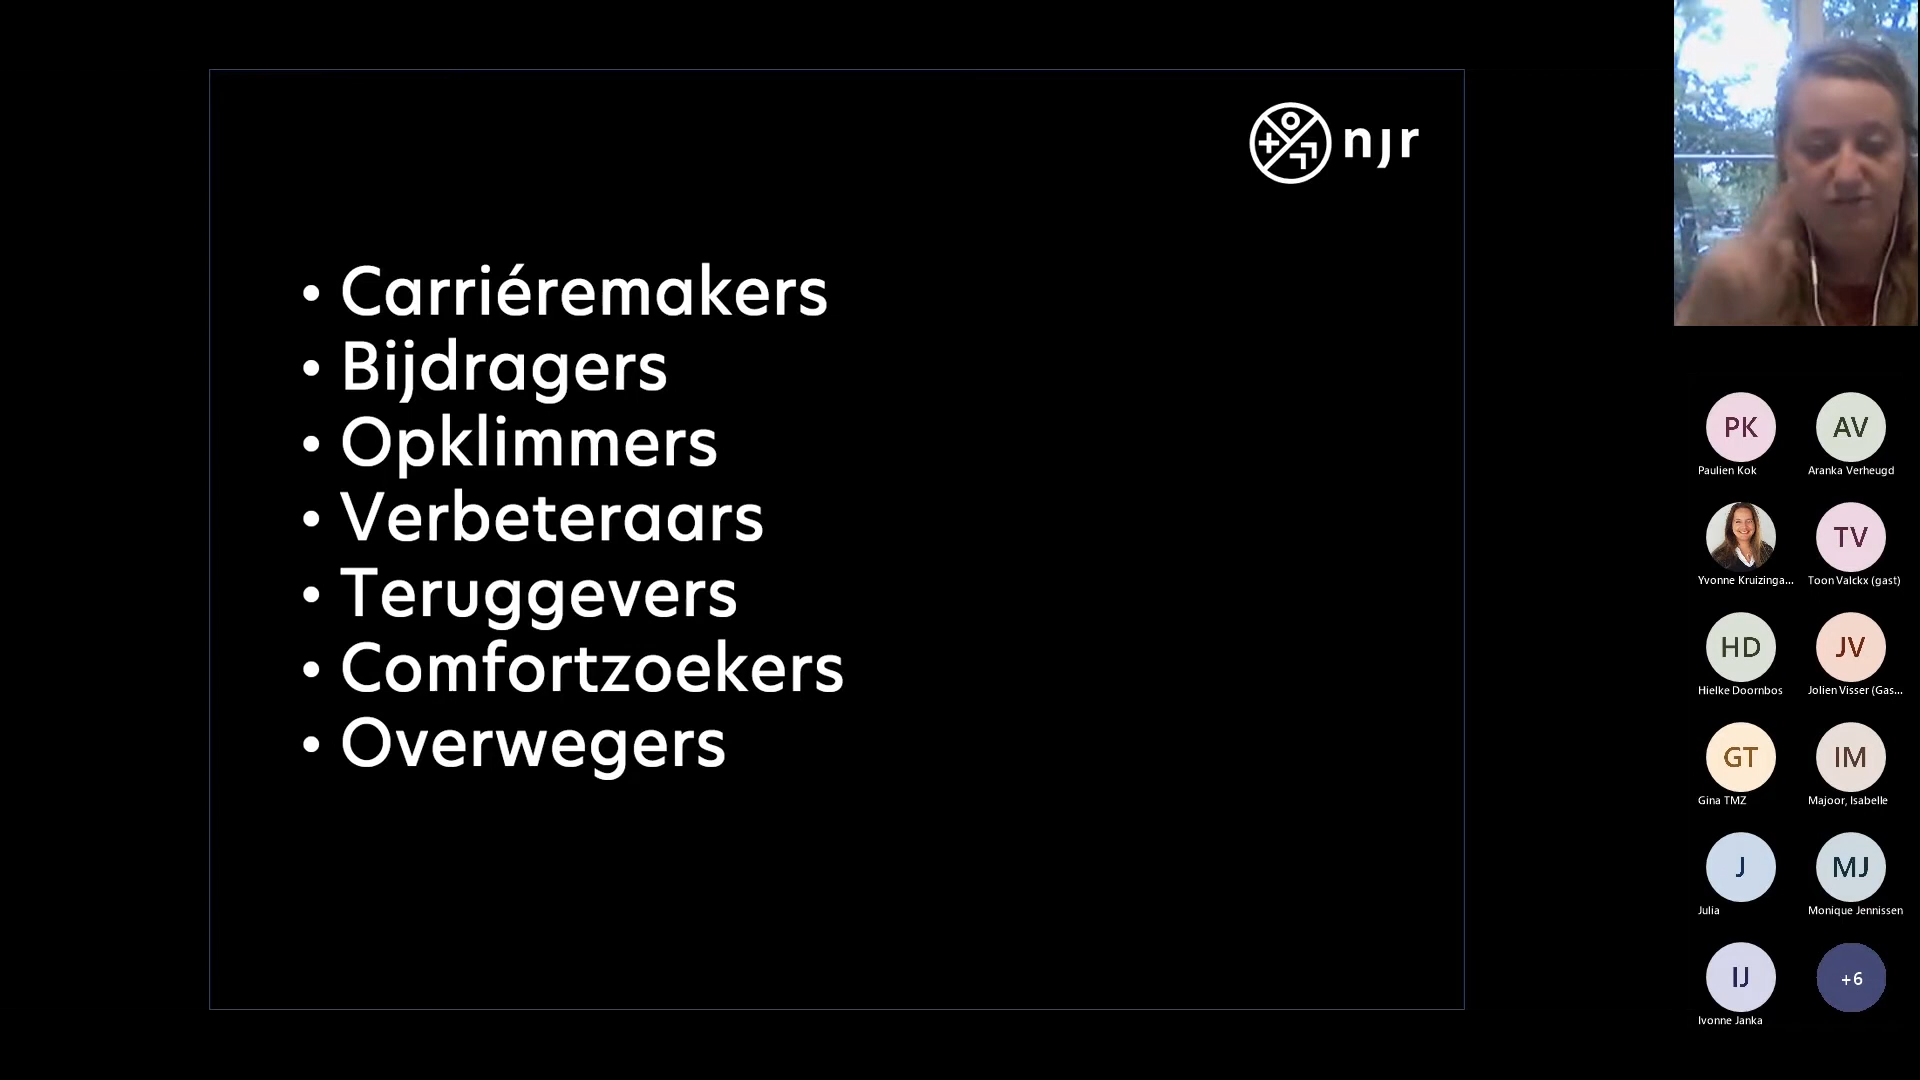 njr
• Carriéremakers
• Bijdragers
• Opklimmers
• Verbeteraars
• Teruggevers
• Comfortzoekers
• Overwegers
PK
AV
Paulien Kok
Aranka Verheugd
TV
Yvonne Kruizinga...
Toon Valckx (gast)
HD
JV
Hielke Doornbos
Jolien Visser (Gas...
GT
IM
Gina TMZ
Majoor, Isabelle
J
MJ
Julia
Monique Jennissen
IJ
+6
Ivonne Janka